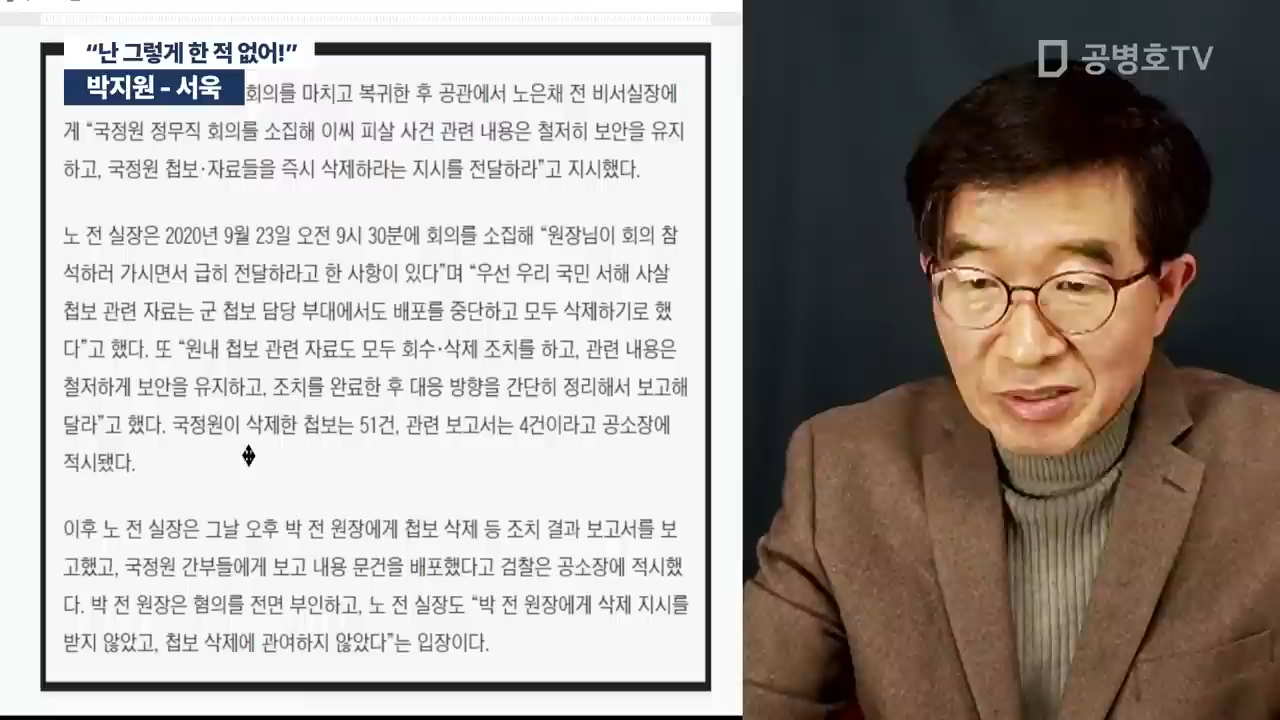 “난 그렇게 한 적 없어!”
박지원 - 서욱
공병호TV
회의를 마치고 복귀한 후 공관에서 노은채 전 비서실장에
게 “국정원 정무직 회의를 소집해 이씨 피살 사건 관련 내용은 철저히 보안을 유지
하고, 국정원 첩보·자료들을 즉시 삭제하라는 지시를 전달하라”고 지시했다.
노 전 실장은 2020년 9월 23일 오전 9시 30분에 회의를 소집해 “원장님이 회의 참
석하러 가시면서 급히 전달하라고 한 사항이 있다”며 “우선 우리 국민 서해 사살
첩보 관련 자료는 군 첩보 담당 부대에서도 배포를 중단하고 모두 삭제하기로 했
다”고 했다. 또 “원내 첩보 관련 자료도 모두 회수·삭제 조치를 하고, 관련 내용은
철저하게 보안을 유지하고, 조치를 완료한 후 대응 방향을 간단히 정리해서 보고해
달라”고 했다. 국정원이 삭제한 첩보는 51건, 관련 보고서는 4건이라고 공소장에
적시됐다.
이후 노 전 실장은 그날 오후 박 전 원장에게 첩보 삭제 등 조치 결과 보고서를 보
고했고, 국정원 간부들에게 보고 내용 문건을 배포했다고 검찰은 공소장에 적시했
다. 박 전 원장은 혐의를 전면 부인하고, 노 전 실장도 “박 전 원장에게 삭제 지시를
받지 않았고, 첩보 삭제에 관여하지 않았다”는 입장이다.